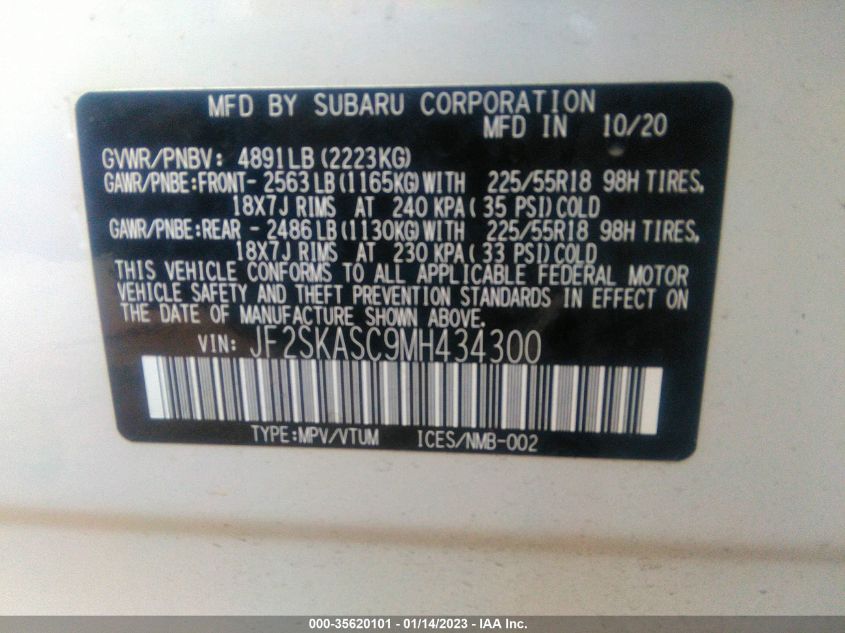 MFD BY SUBARU CORPORATION
MFD IN 10/20
GVWR/PNBV: 4891LB(2223KG)
GAWR/PNBE:FRONT- 2563LB(1165KG)WITH 225/55R18 98H TIRES,
18X7J RIMS AT 240 KPA( 35 PSI)COLD
GAWR/PNBE:REAR - 2486LB(1130KG)WITH 225/55R18 98H TIRES,
18X7J RIMS AT 230 KPA( 33 PSI)COLD
THIS VEHICLE CONFORMS TO ALL APPLICABLE FEDERAL MOTOR
VEHICLE SAFETY AND THEFT PREVENTION STANDARDS IN EFFECT ON
THE DATE OF MANUFACTURE SHOWN ABOVE.
VIN: JF2SKASC9MH434300
TYPE:MPV/VTUM ICES/NMB-002
000-35620101 - 01/14/2023 - IAA Inc.